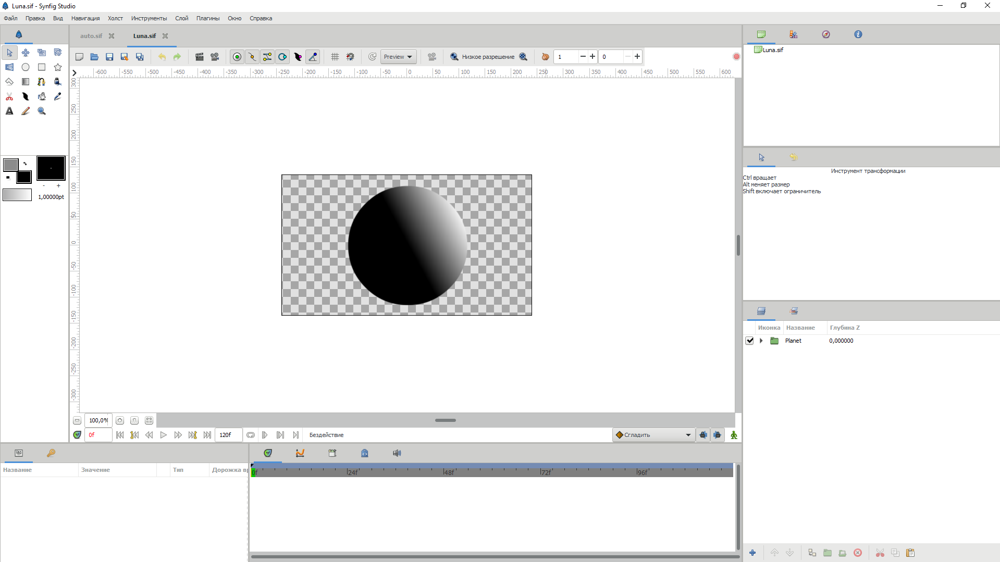 Luna.sif - Synfig Studio
Файл Правка Вид Навигация Холст Инструменты Слой Плагины Окно Справка
auto.sif Luna.sif
Preview Низкое разрешение 1 0
-600 -550 -500 -450 -400 -350 -300 -250 -200 -150 -100 -50 0 50 100 150 200 250 300 350 400 450 500 550 600
300
250
200
150
100
50
0
-50
-100
-150
-200
-250
-300
- +
1,00000pt
Luna.sif
Инструмент трансформации
Ctrl вращает
Alt меняет размер
Shift включает ограничитель
Иконка Название Глубина Z
Planet 0,000000
100,0%
0f 120f Бездействие Сгладить
Название Значение Тип Дорожка в
0f 24f 48f 72f 96f